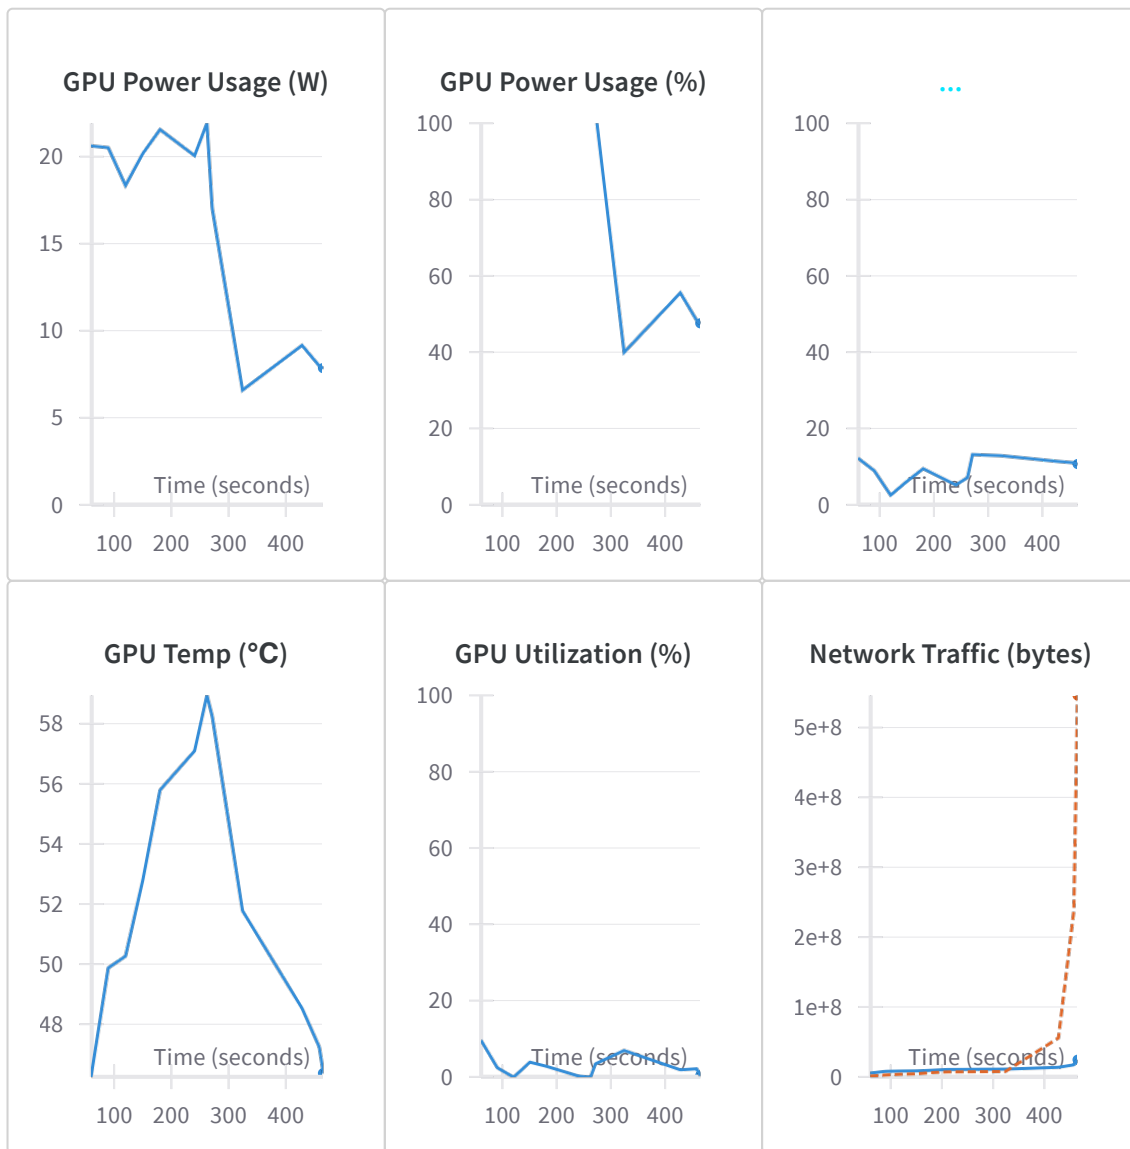 GPU Power Usage (W)
20
15
10
5
0
Time (seconds)
100 200 300 400
GPU Power Usage (%)
100
80
60
40
20
0
Time (seconds)
100 200 300 400
...
100
80
60
40
20
0
Time (seconds)
100 200 300 400
GPU Temp (℃)
58
56
54
52
50
48
Time (seconds)
100 200 300 400
GPU Utilization (%)
100
80
60
40
20
0
Time (seconds)
100 200 300 400
Network Traffic (bytes)
5e+8
4e+8
3e+8
2e+8
1e+8
0
Time (seconds)
100 200 300 400